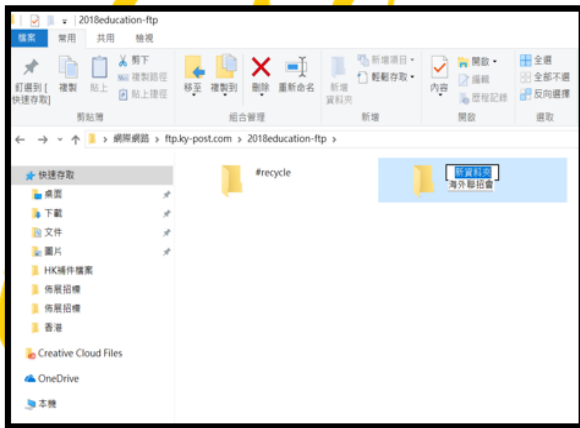 2018education-ftp
檔案 常用 共用 檢視
釘選到 [快速存取] 複製 貼上 剪下 複製路徑 貼上捷徑
移至 複製到 刪除 重新命名
新增資料夾 新增項目 輕鬆存取
內容 開啟 編輯 歷程記錄
全選 全部不選 反向選擇
剪貼簿 組合管理 新增 開啟 選取
網際網路 > ftp.ky-post.com > 2018education-ftp >
快速存取
桌面
下載
文件
圖片
HK補件檔案
佈展招標
佈展招標
香港
Creative Cloud Files
OneDrive
本機
#recycle
新資料夾
海外聯招會